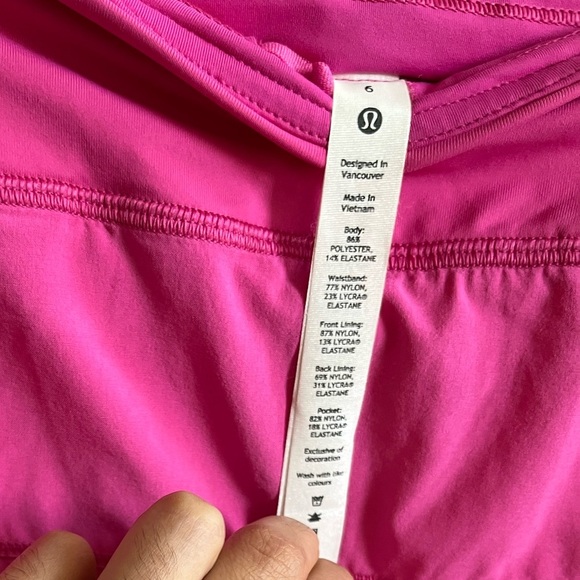 6
Designed in
Vancouver
Made in
Vietnam
Body:
86%
POLYESTER,
14% ELASTANE
Waistband:
77% NYLON,
23% LYCRA®
ELASTANE
Front Lining:
87% NYLON,
13% LYCRA®
ELASTANE
Back Lining:
69% NYLON,
31% LYCRA®
ELASTANE
Pocket:
82% NYLON,
18% LYCRA®
ELASTANE
Exclusive of
decoration
Wash with like
colours